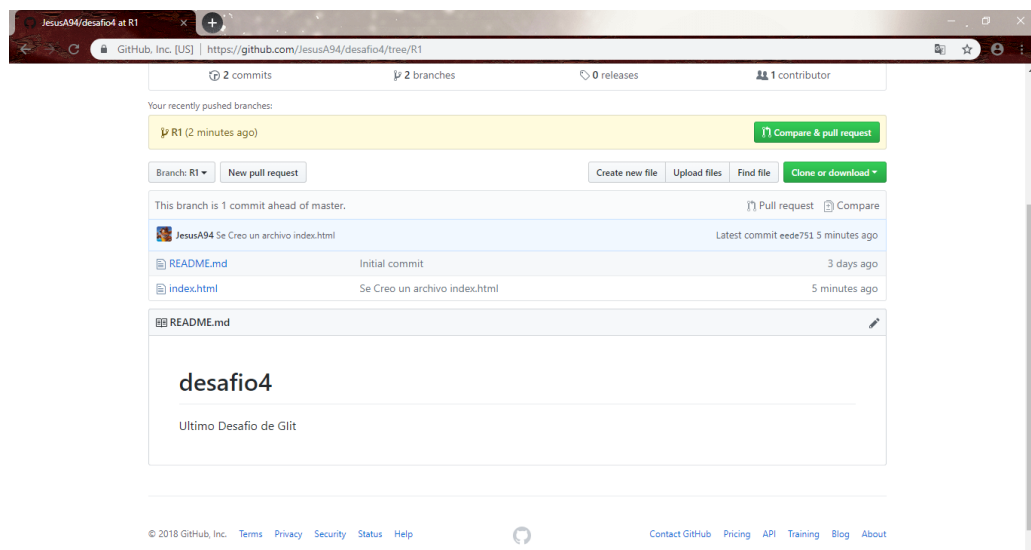 JesusA94/desafio4 at R1
GitHub, Inc. [US] | https://github.com/JesusA94/desafio4/tree/R1
2 commits 2 branches 0 releases 1 contributor
Your recently pushed branches:
R1 (2 minutes ago) Compare & pull request
Branch: R1 New pull request Create new file Upload files Find file Clone or download
This branch is 1 commit ahead of master. Pull request Compare
JesusA94 Se Creo un archivo index.html Latest commit eede751 5 minutes ago
README.md Initial commit 3 days ago
index.html Se Creo un archivo index.html 5 minutes ago
README.md
desafio4
Ultimo Desafio de GIit
© 2018 GitHub, Inc. Terms Privacy Security Status Help Contact GitHub Pricing API Training Blog About